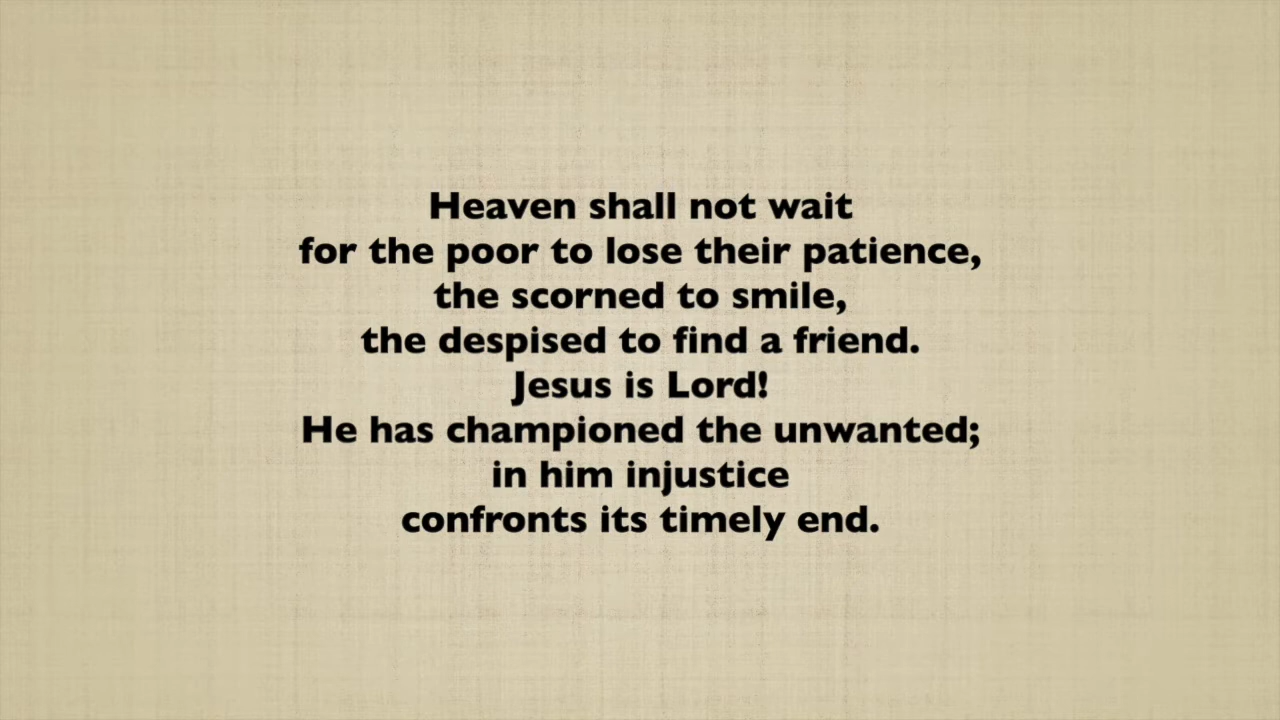 Heaven shall not wait
for the poor to lose their patience,
the scorned to smile,
the despised to find a friend.
Jesus is Lord!
He has championed the unwanted;
in him injustice
confronts its timely end.